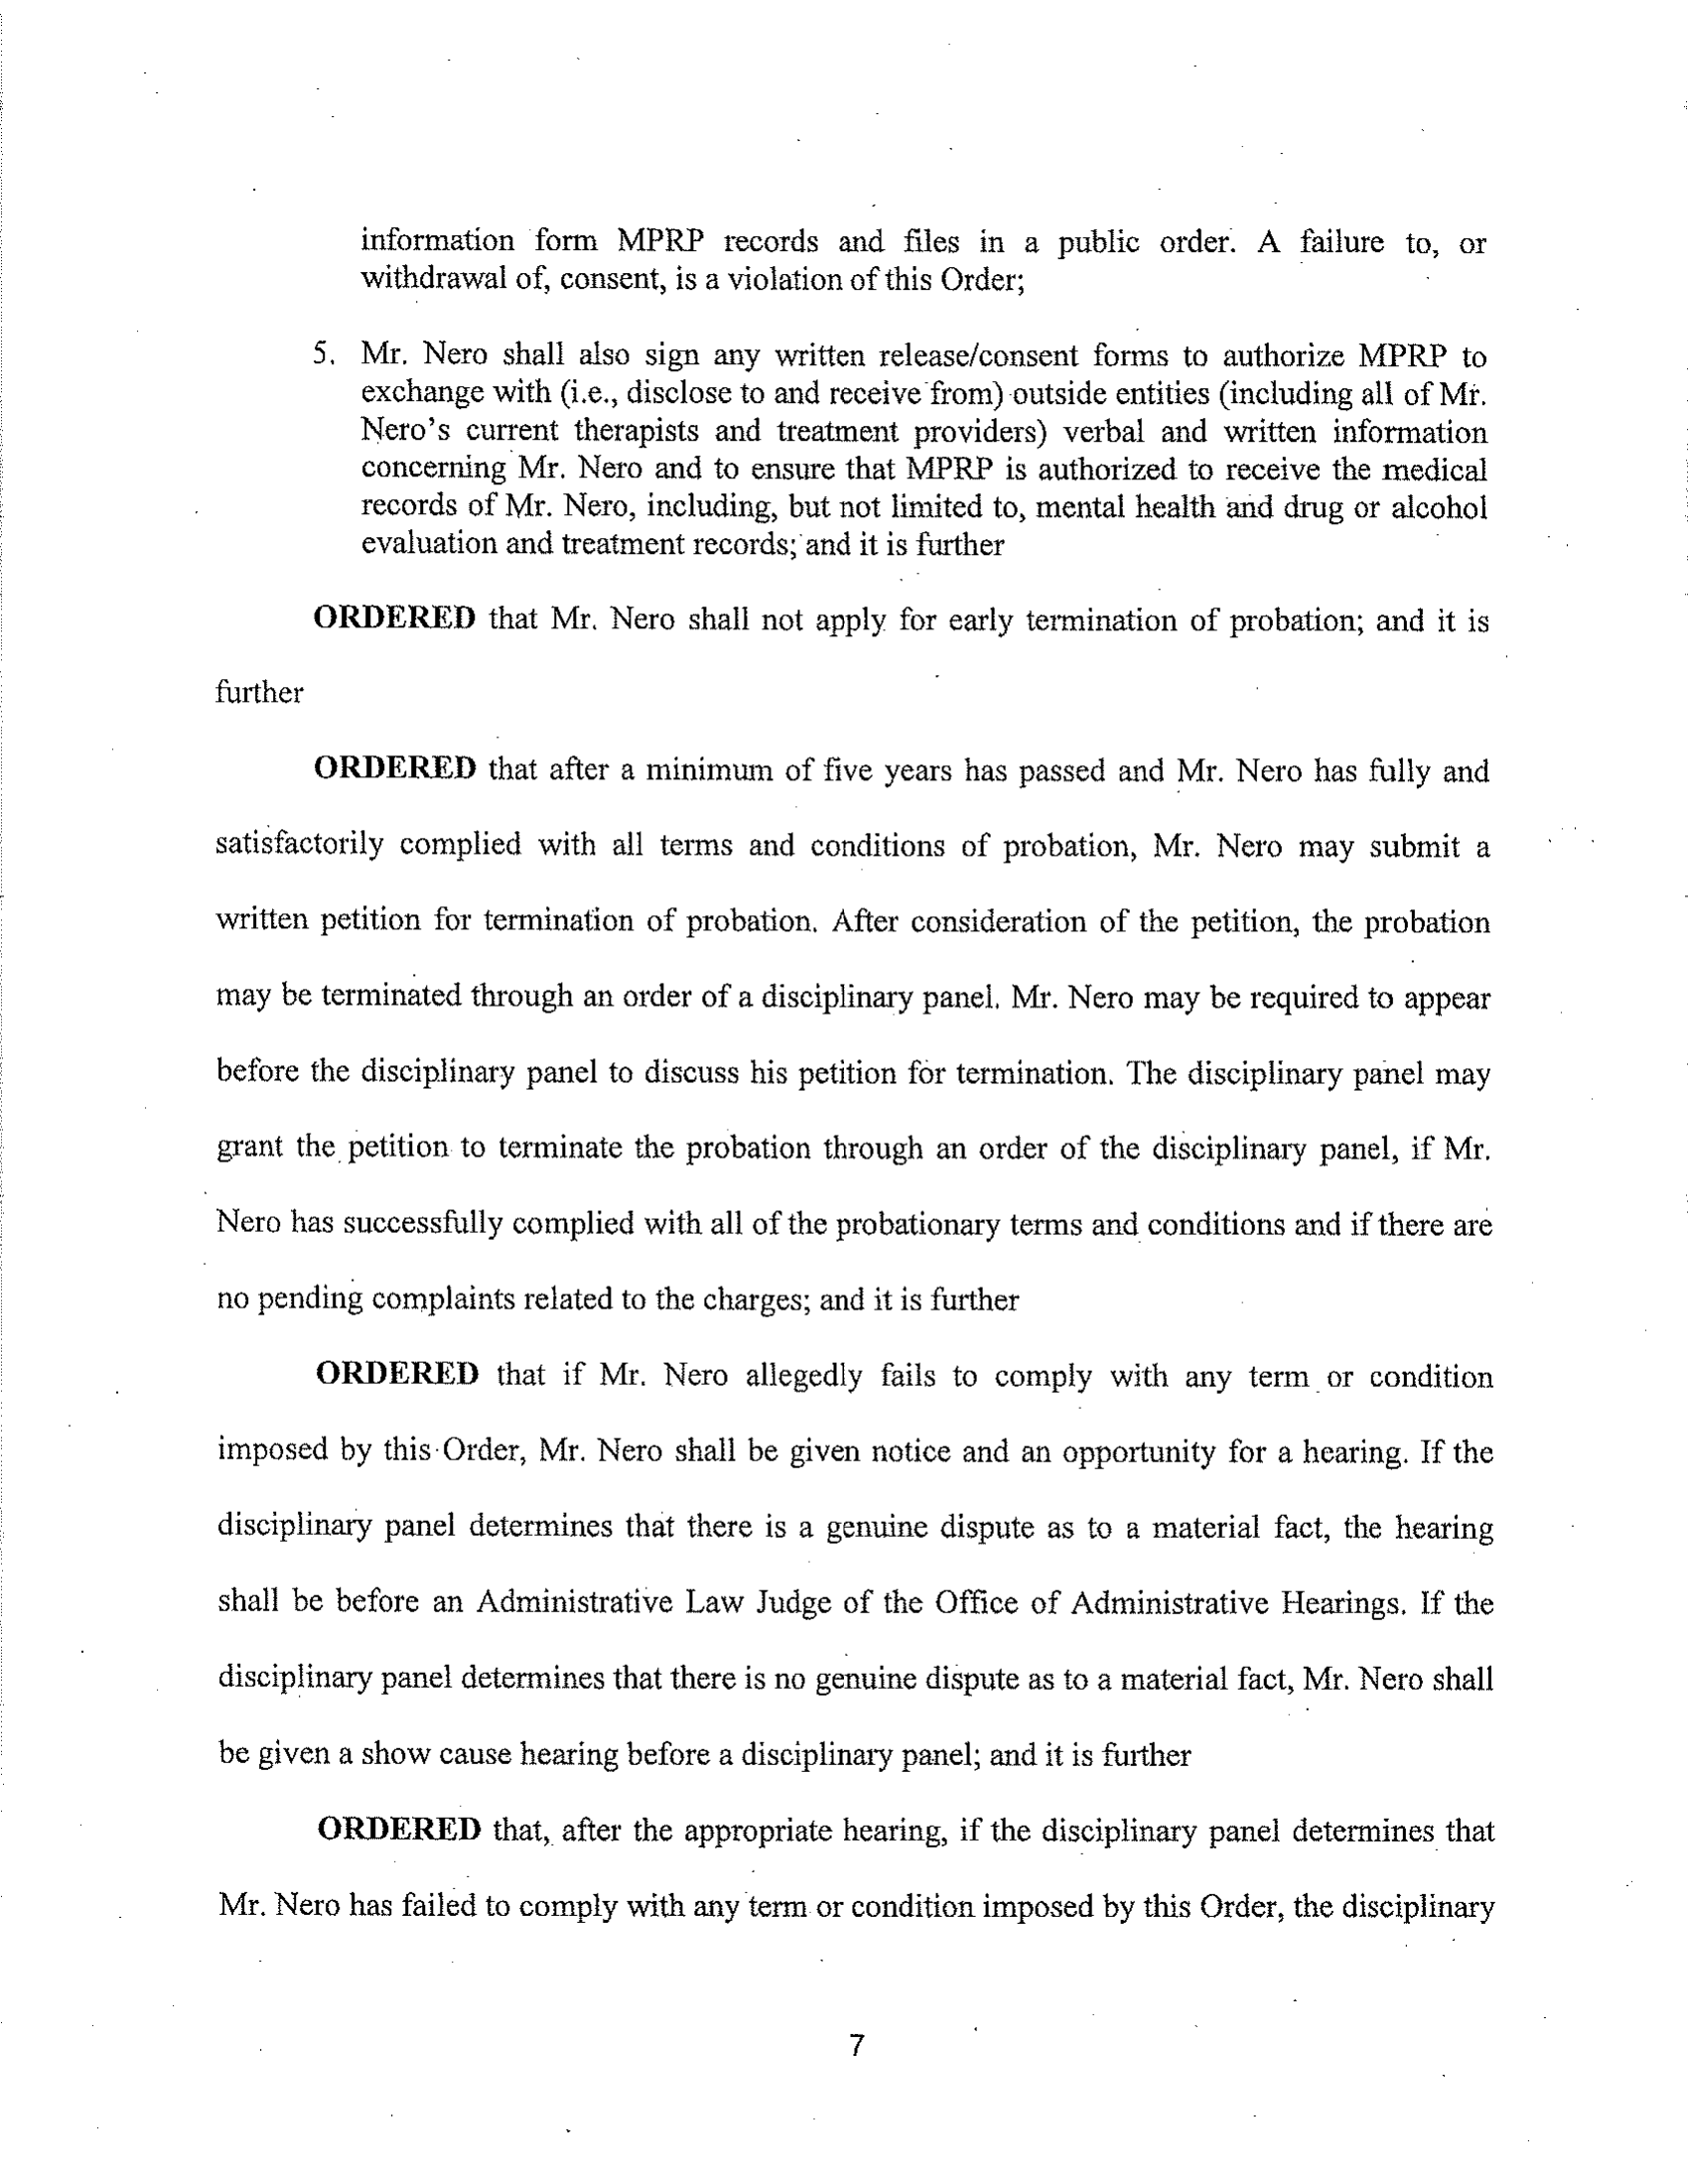 information form MPRP records and files in a public order. A failure to, or
withdrawal of, consent, is a violation of this Order;
5. Mr. Nero shall also sign any written release/consent forms to authorize MPRP to
exchange with (i.e., disclose to and receive from) outside entities (including all of Mr.
Nero's current therapists and treatment providers) verbal and written information
concerning Mr. Nero and to ensure that MPRP is authorized to receive the medical
records of Mr. Nero, including, but not limited to, mental health and drug or alcohol
evaluation and treatment records; and it is further
ORDERED that Mr. Nero shall not apply for early termination of probation; and it is
further
ORDERED that after a minimum of five years has passed and Mr. Nero has fully and
satisfactorily complied with all terms and conditions of probation, Mr. Nero may submit a
written petition for termination of probation. After consideration of the petition, the probation
may be terminated through an order of a disciplinary panel. Mr. Nero may be required to appear
before the disciplinary panel to discuss his petition for termination. The disciplinary panel may
grant the petition to terminate the probation through an order of the disciplinary panel, if Mr.
Nero has successfully complied with all of the probationary terms and conditions and if there are
no pending complaints related to the charges; and it is further
ORDERED that if Mr. Nero allegedly fails to comply with any term or condition
imposed by this Order, Mr. Nero shall be given notice and an opportunity for a hearing. If the
disciplinary panel determines that there is a genuine dispute as to a material fact, the hearing
shall be before an Administrative Law Judge of the Office of Administrative Hearings. If the
disciplinary panel determines that there is no genuine dispute as to a material fact, Mr. Nero shall
be given a show cause hearing before a disciplinary panel; and it is further
ORDERED that, after the appropriate hearing, if the disciplinary panel determines that
Mr. Nero has failed to comply with any term or condition imposed by this Order, the disciplinary
7